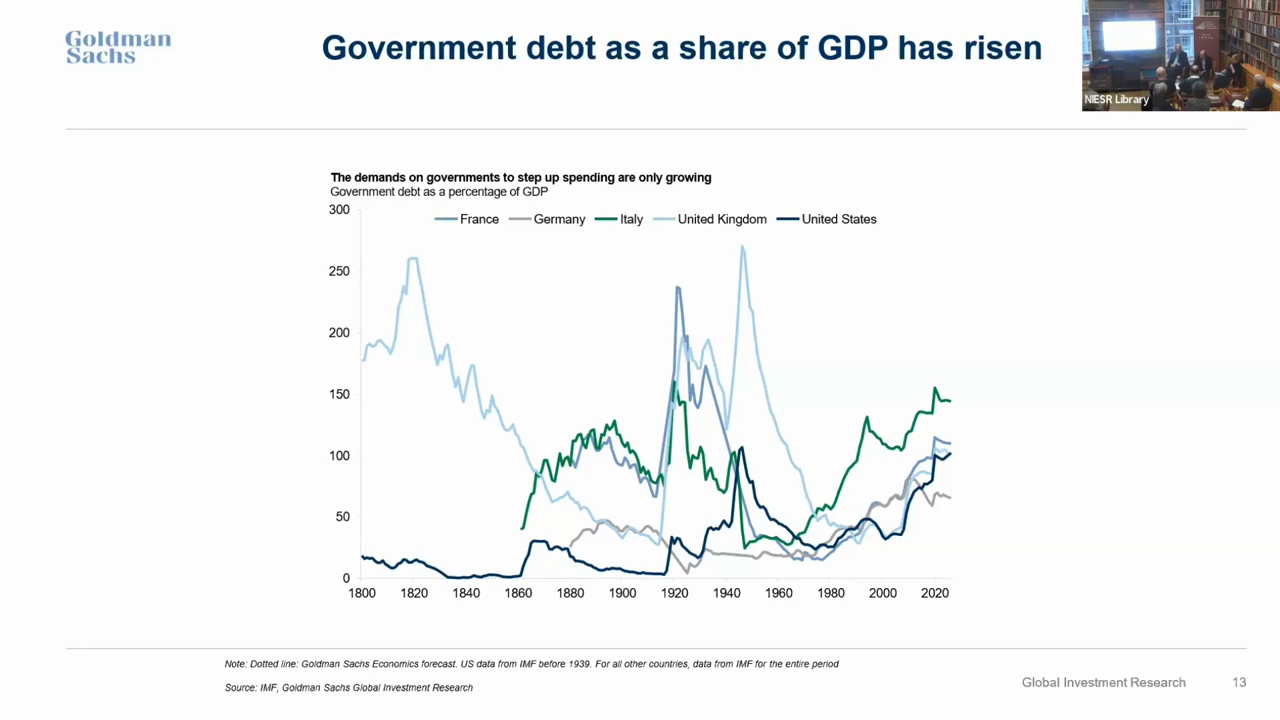 Goldman
Sachs
Government debt as a share of GDP has risen
NIESR Library
The demands on governments to step up spending are only growing
Government debt as a percentage of GDP
France Germany Italy United Kingdom United States
300
250
200
150
100
50
0
1800 1820 1840 1860 1880 1900 1920 1940 1960 1980 2000 2020
Note: Dotted line: Goldman Sachs Economics forecast. US data from IMF before 1939. For all other countries, data from IMF for the entire period
Source: IMF, Goldman Sachs Global Investment Research
Global Investment Research 13